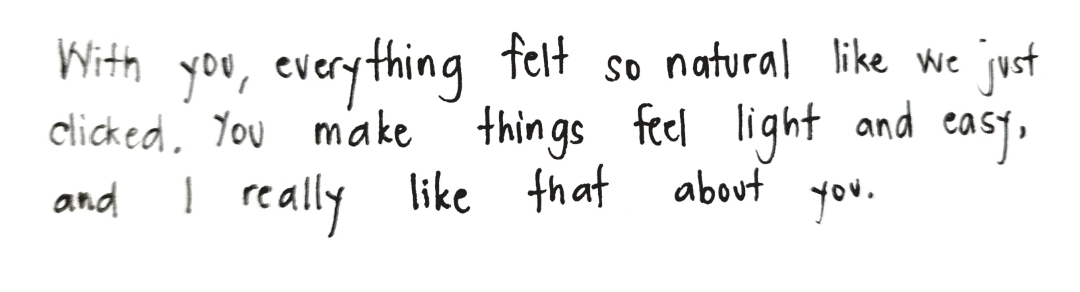 With you, everything felt so natural like we just
clicked. You make things feel light and easy,
and I really like that about you.